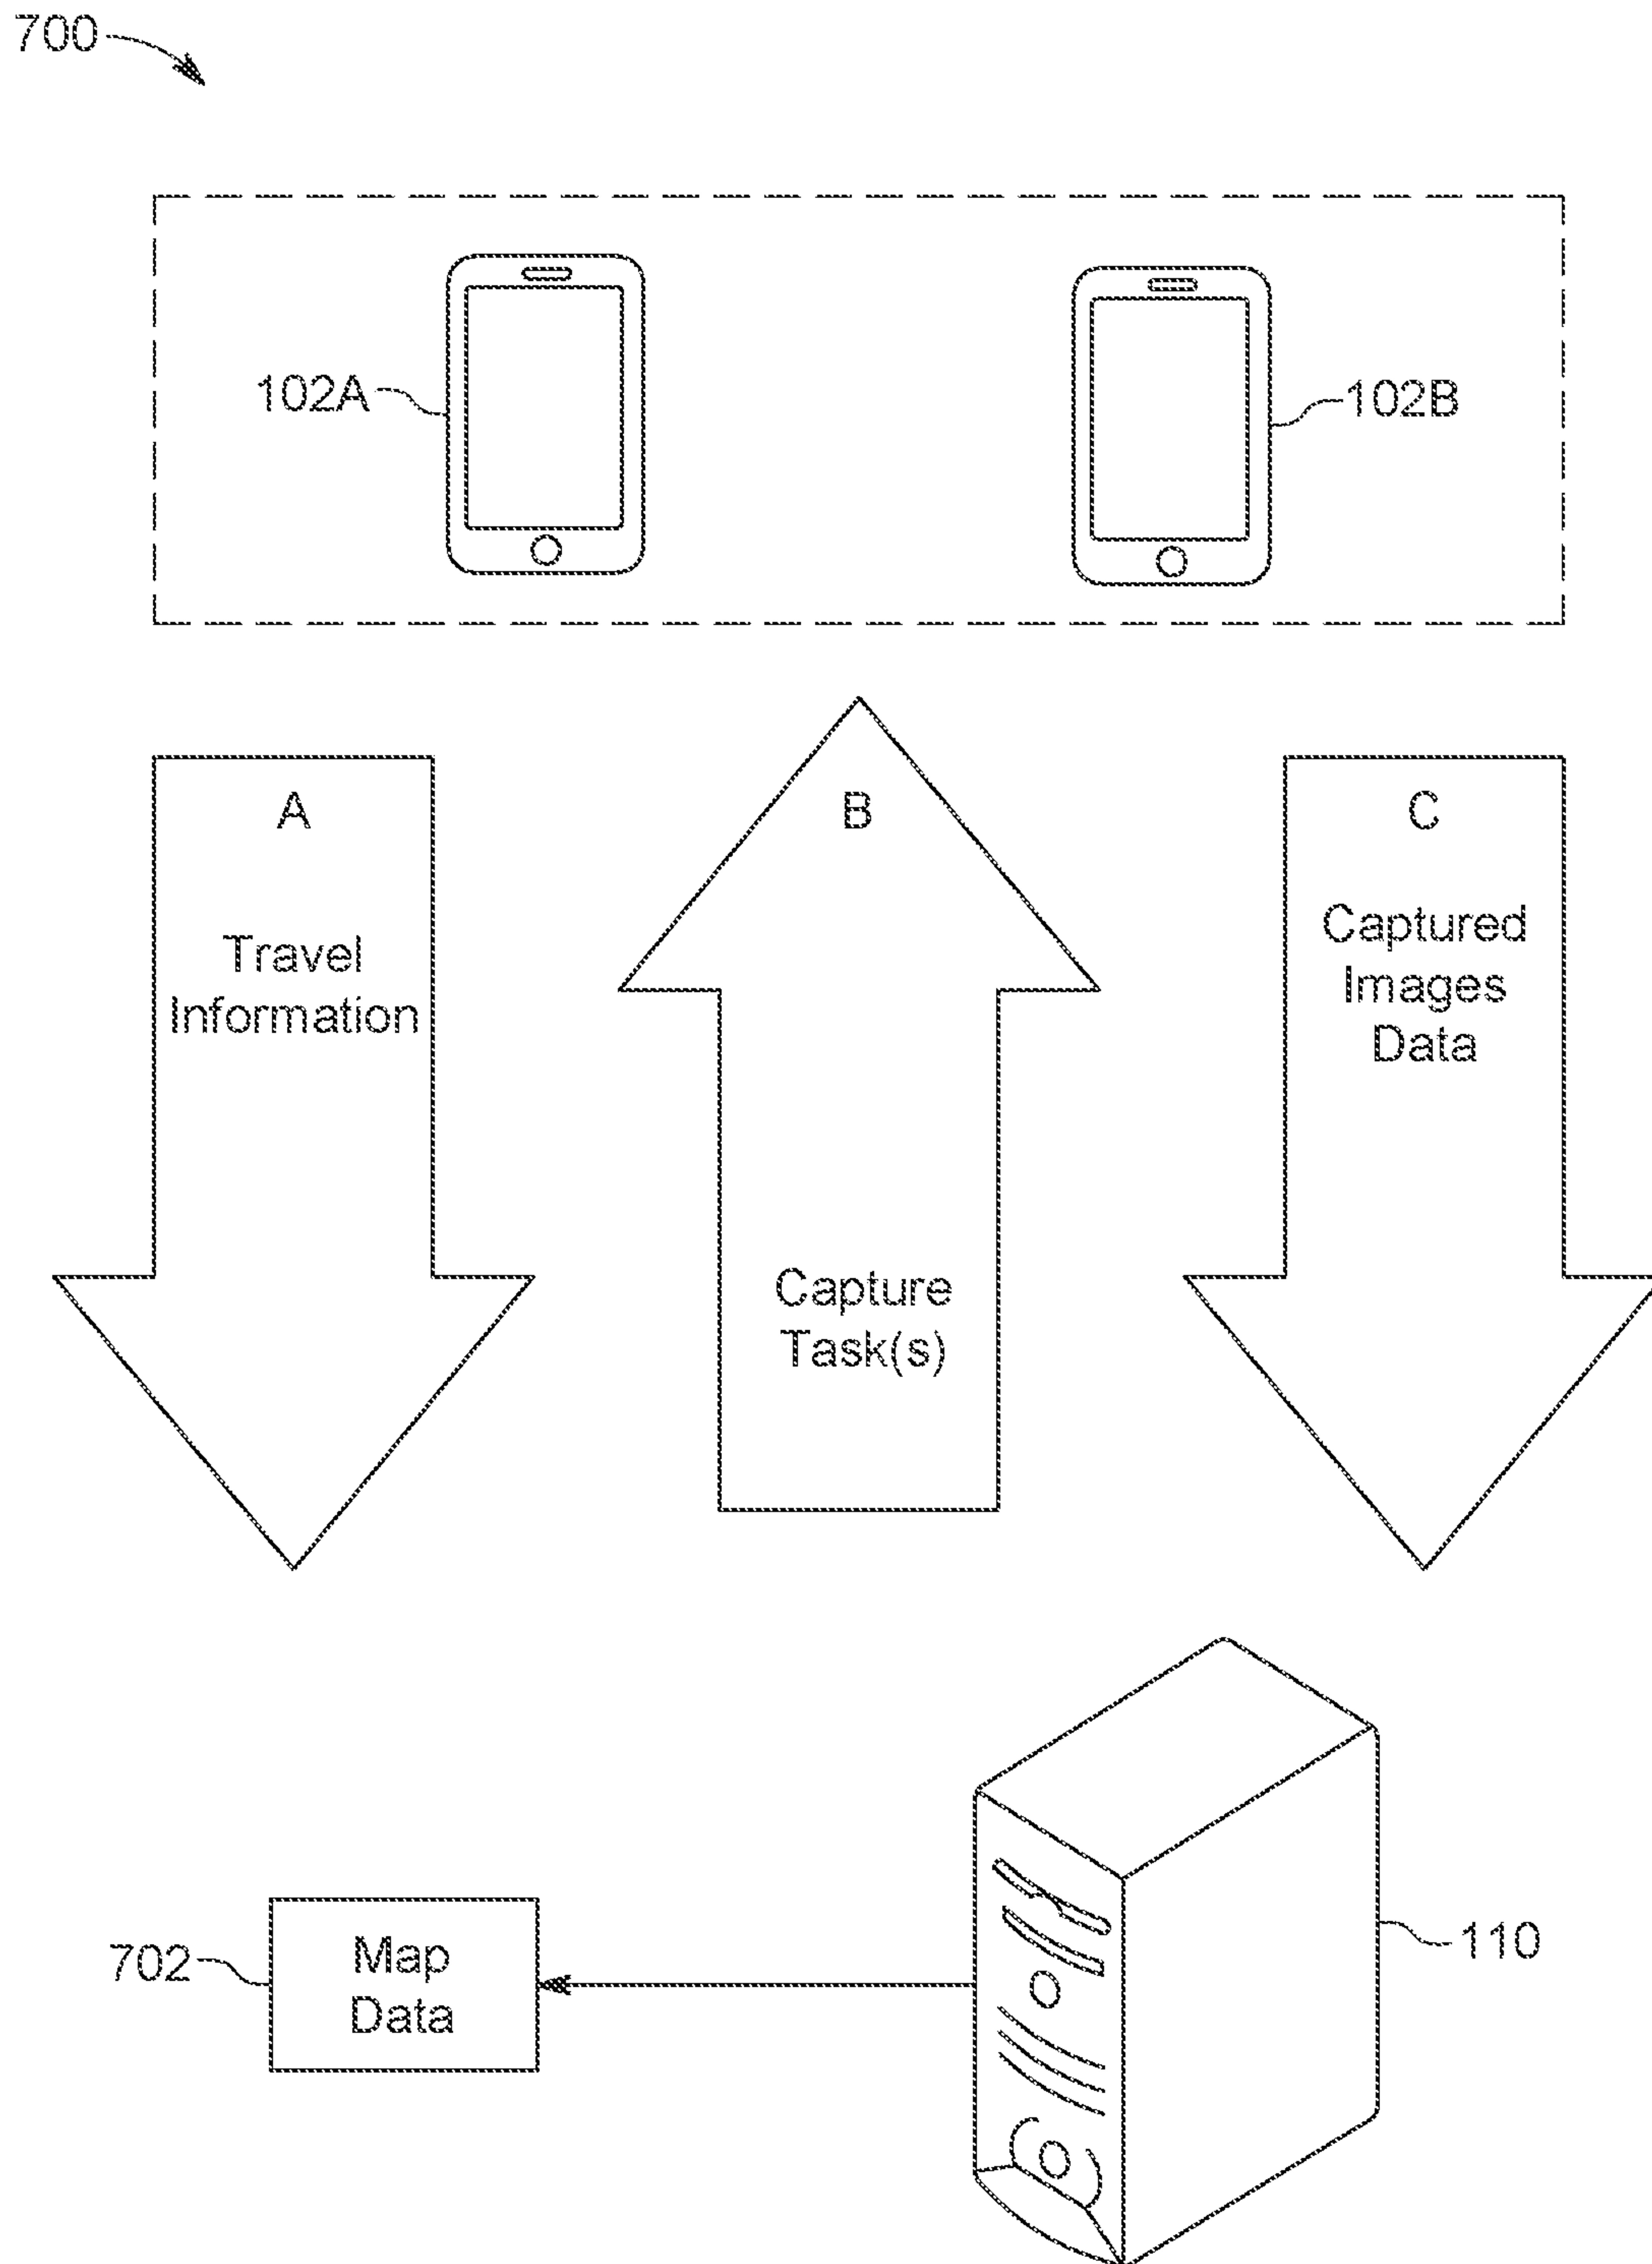 700
102A
102B
A
Travel
Information
B
Capture
Task(s)
C
Captured
Images
Data
702
Map
Data
110